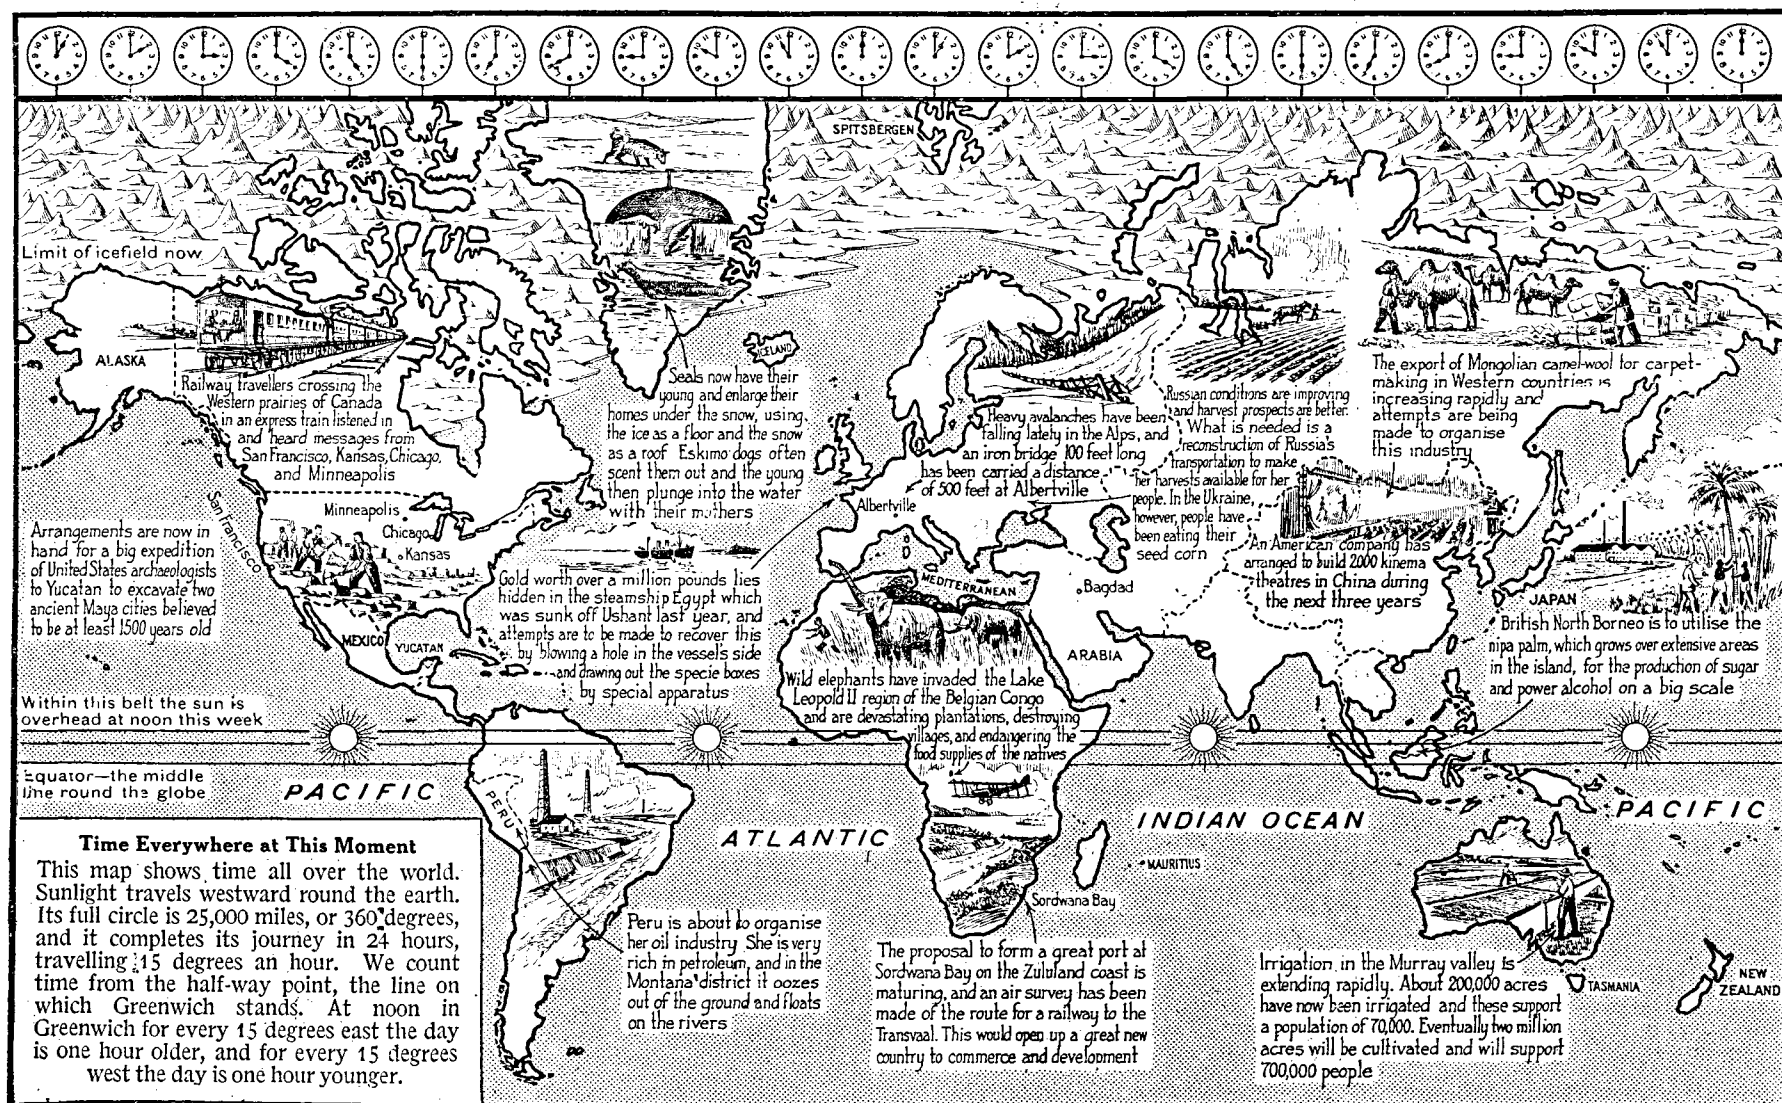 SPITSBERGEN
Limit of icefield now
ALASKA
ICELAND
Railway travellers crossing the
Western prairies of Canada
in an express train listened in
and heard messages from
San Francisco, Kansas, Chicago,
and Minneapolis
Seals now have their
young and enlarge their
homes under the snow, using
the ice as a floor and the snow
as a roof Eskimo dogs often
scent them out and the young
then plunge into the water
with their mothers
Heavy avalanches have been
falling lately in the Alps, and
an iron bridge 100 feet long
has been carried a distance
of 500 feet at Albertville
Russian conditions are improving
and harvest prospects are better.
What is needed is a
reconstruction of Russia's
transportation to make
her harvests available for her
people. In the Ukraine,
however, people have
been eating their
seed corn
The export of Mongolian camel-wool for carpet-
making in Western countries is
increasing rapidly and
attempts are being
made to organise
this industry
San Francisco
Minneapolis
Chicago
Kansas
Albertville
Arrangements are now in
hand for a big expedition
of United States archaeologists
to Yucatan to excavate two
ancient Maya cities believed
to be at least 1500 years old
MEXICO
YUCATAN
Gold worth over a million pounds lies
hidden in the steamship Egypt which
was sunk off Ushant last year, and
attempts are to be made to recover this
by blowing a hole in the vessel's side
and drawing out the specie boxes
by special apparatus
MEDITERRANEAN
Bagdad
ARABIA
An American company has
arranged to build 2000 kinema
theatres in China during
the next three years
JAPAN
British North Borneo is to utilise the
nipa palm, which grows over extensive areas
in the island, for the production of sugar
and power alcohol on a big scale
Wild elephants have invaded the Lake
Leopold II region of the Belgian Congo
and are devastating plantations, destroying
villages, and endangering the
food supplies of the natives
Within this belt the sun is
overhead at noon this week
Equator—the middle
line round the globe
PACIFIC
PERU
ATLANTIC
INDIAN OCEAN
PACIFIC
MAURITIUS
Sordwana Bay
Time Everywhere at This Moment
This map shows time all over the world.
Sunlight travels westward round the earth.
Its full circle is 25,000 miles, or 360 degrees,
and it completes its journey in 24 hours,
travelling 15 degrees an hour. We count
time from the half-way point, the line on
which Greenwich stands. At noon in
Greenwich for every 15 degrees east the day
is one hour older, and for every 15 degrees
west the day is one hour younger.
Peru is about to organise
her oil industry She is very
rich in petroleum, and in the
Montana district it oozes
out of the ground and floats
on the rivers
The proposal to form a great port at
Sordwana Bay on the Zululand coast is
maturing, and an air survey has been
made of the route for a railway to the
Transvaal. This would open up a great new
country to commerce and development
Irrigation in the Murray valley is
extending rapidly. About 200,000 acres
have now been irrigated and these support
a population of 70,000. Eventually two million
acres will be cultivated and will support
700,000 people
TASMANIA
NEW
ZEALAND